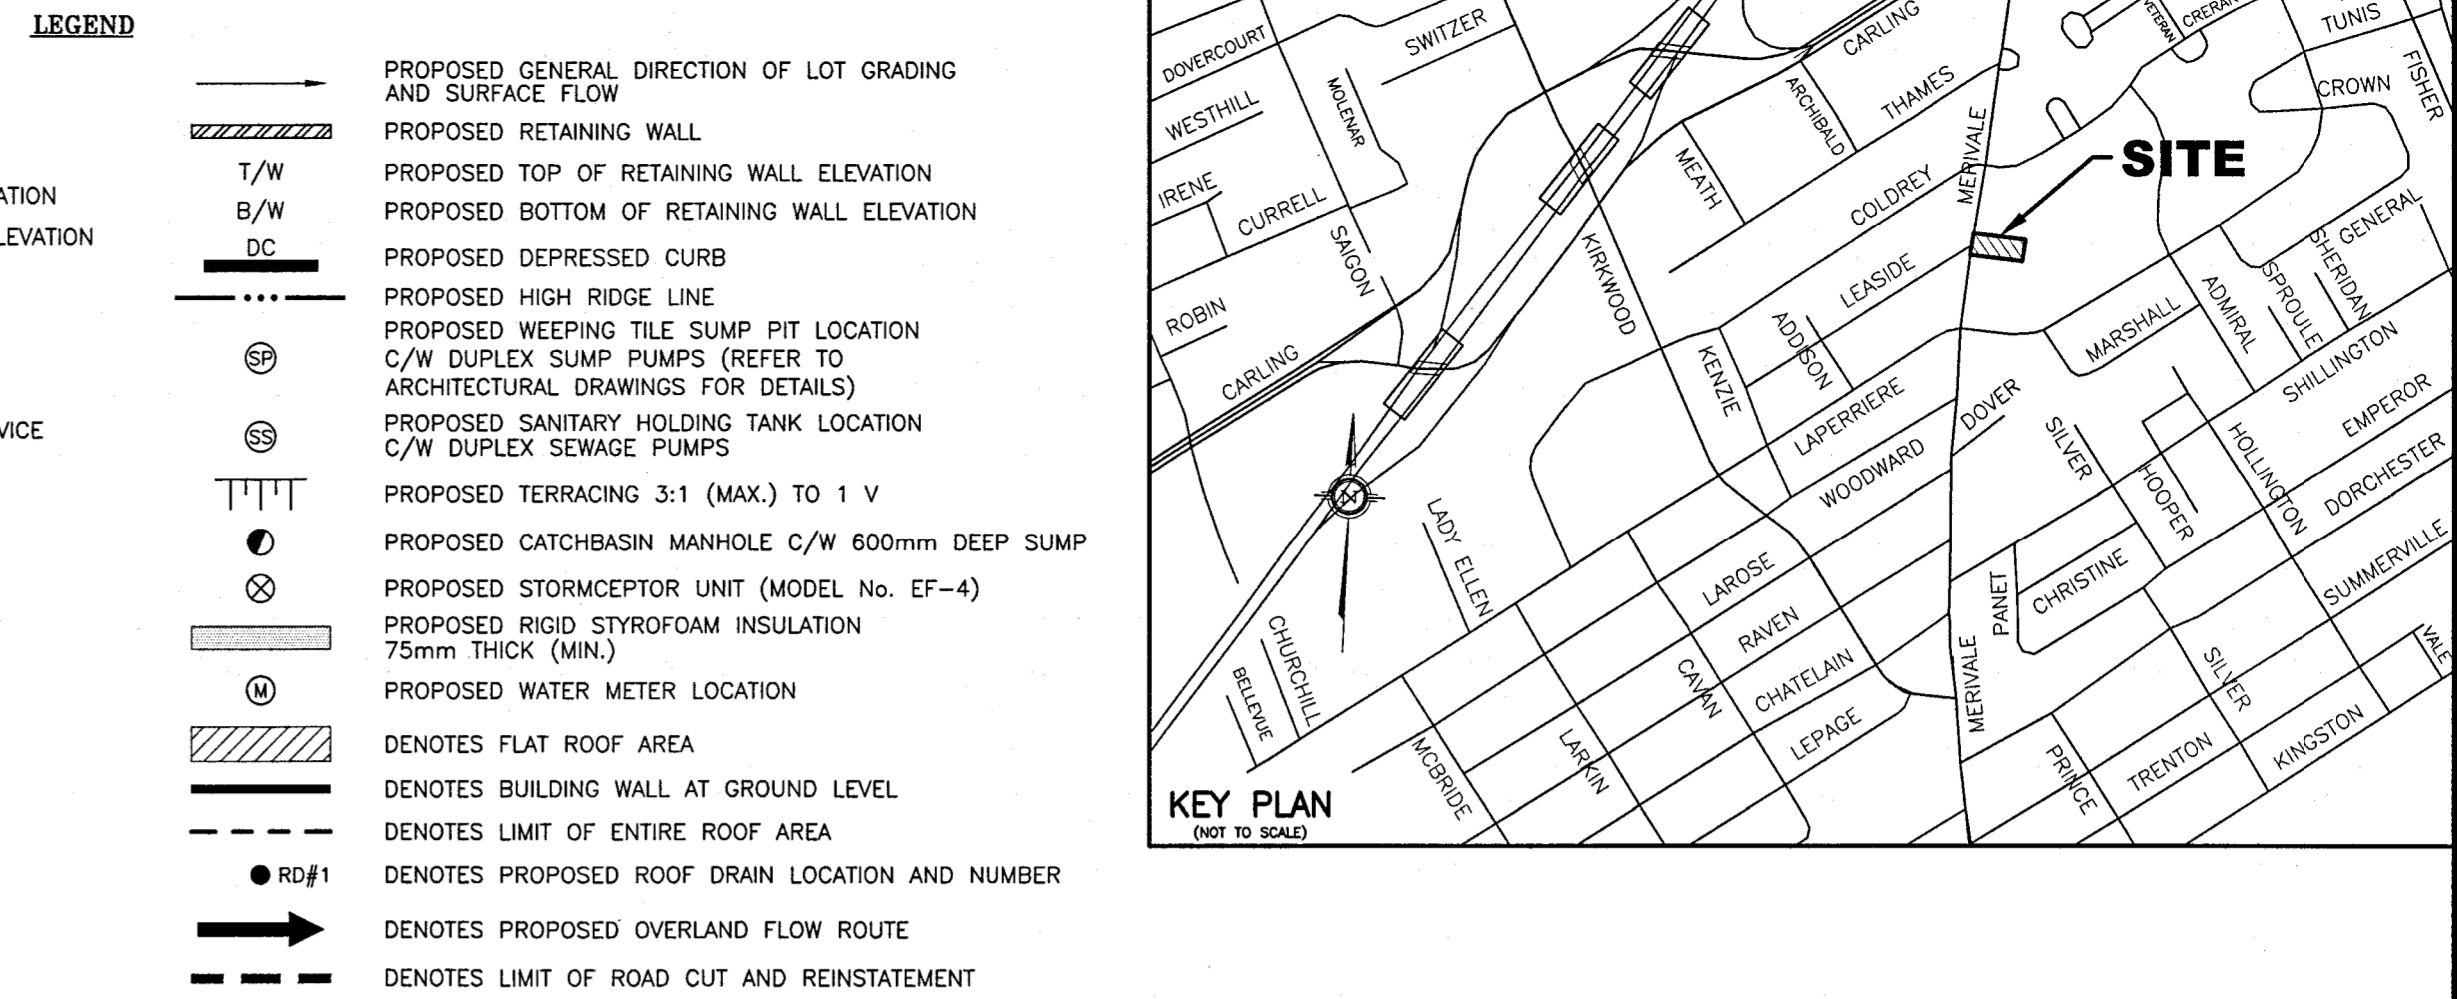 LEGEND
PROPOSED GENERAL DIRECTION OF LOT GRADING
AND SURFACE FLOW
PROPOSED RETAINING WALL
T/W PROPOSED TOP OF RETAINING WALL ELEVATION
ATION
B/W PROPOSED BOTTOM OF RETAINING WALL ELEVATION
LEVATION
DC
PROPOSED DEPRESSED CURB
PROPOSED HIGH RIDGE LINE
PROPOSED WEEPING TILE SUMP PIT LOCATION
SP C/W DUPLEX SUMP PUMPS (REFER TO
ARCHITECTURAL DRAWINGS FOR DETAILS)
VICE
PROPOSED SANITARY HOLDING TANK LOCATION
SS
C/W DUPLEX SEWAGE PUMPS
PROPOSED TERRACING 3:1 (MAX.) TO 1 V
PROPOSED CATCHBASIN MANHOLE C/W 600mm DEEP SUMP
PROPOSED STORMCEPTOR UNIT (MODEL No. EF-4)
PROPOSED RIGID STYROFOAM INSULATION
75mm THICK (MIN.)
M PROPOSED WATER METER LOCATION
DENOTES FLAT ROOF AREA
DENOTES BUILDING WALL AT GROUND LEVEL
DENOTES LIMIT OF ENTIRE ROOF AREA
RD#1 DENOTES PROPOSED ROOF DRAIN LOCATION AND NUMBER
DENOTES PROPOSED OVERLAND FLOW ROUTE
DENOTES LIMIT OF ROAD CUT AND REINSTATEMENT
DOVERCOURT
SWITZER
CARLING
VETERAN
CRERAR
TUNIS
FISHER
WESTHILL
MOLENAR
ARCHIBALD
THAMES
MERIVALE
CROWN
SITE
IRENE
CURRELL
MEATH
COLDREY
GENERAL
SAIGON
KIRKWOOD
LEASIDE
SHERIDAN
SPROULE
ADMIRAL
ROBIN
ADDISON
MARSHALL
CARLING
KENZIE
SHILLINGTON
LAPERRIERE
DOVER
EMPEROR
SILVER
WOODWARD
HOOPER
HOLLINGTON
DORCHESTER
N
LADY ELLEN
LAROSE
PANET
CHRISTINE
SUMMERVILLE
CHURCHILL
RAVEN
VALE
BELLEVUE
CAVAN
CHATELAIN
MERIVALE
SILVER
LEPAGE
MCBRIDE
LARKIN
PRINCE
TRENTON
KINGSTON
KEY PLAN
(NOT TO SCALE)